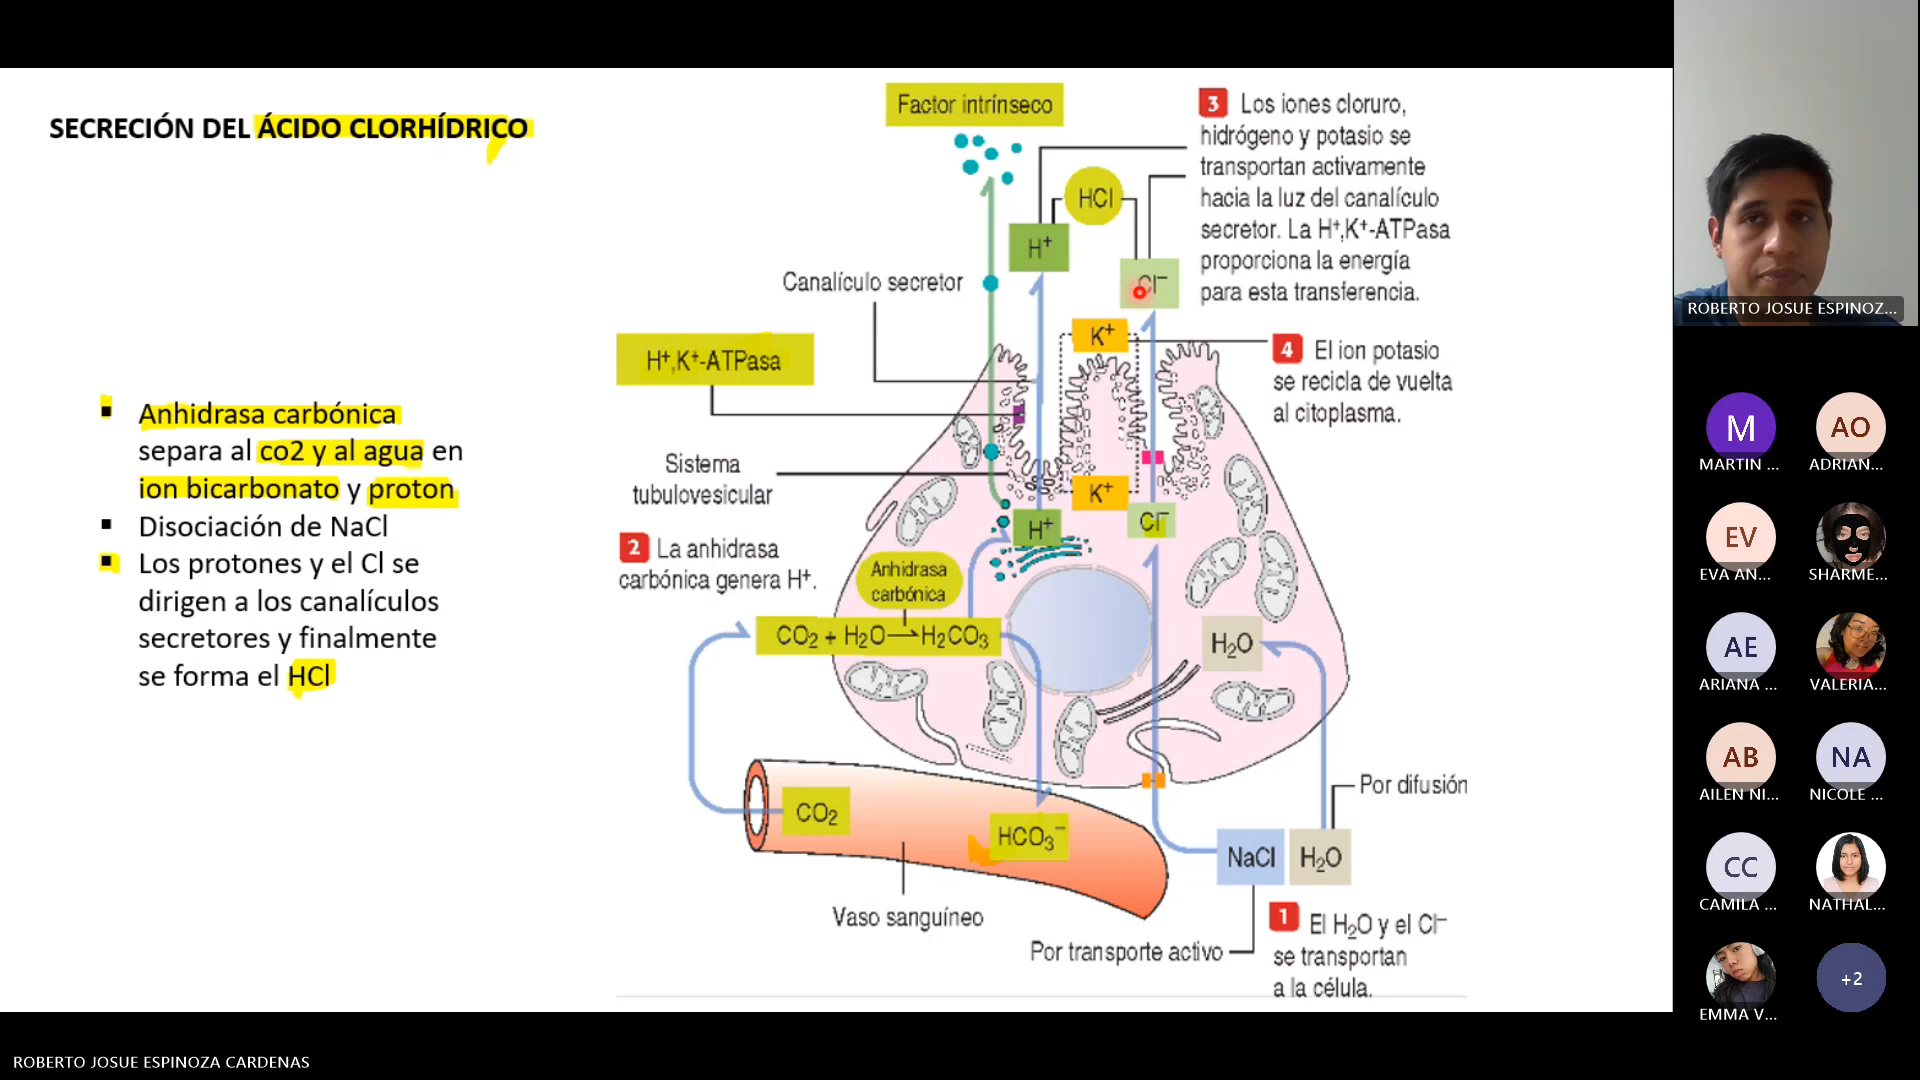 SECRECIÓN DEL ÁCIDO CLORHÍDRICO
Anhidrasa carbónica
separa al co2 y al agua en
ion bicarbonato y proton
Disociación de NaCl
Los protones y el Cl se
dirigen a los canalículos
secretores y finalmente
se forma el HCl
Factor intrínseco
HCl
H⁺
Cl⁻
3 Los iones cloruro,
hidrógeno y potasio se
transportan activamente
hacia la luz del canalículo
secretor. La H⁺,K⁺-ATPasa
proporciona la energía
para esta transferencia.
Canalículo secretor
K⁺
H⁺,K⁺-ATPasa
4 El ion potasio
se recicla de vuelta
al citoplasma.
Sistema
tubulovesicular
K⁺
H⁺
Cl⁻
2 La anhidrasa
carbónica genera H⁺.
Anhidrasa
carbónica
CO₂ + H₂O → H₂CO₃
H₂O
CO₂
HCO₃⁻
Por difusión
NaCl
H₂O
Vaso sanguíneo
Por transporte activo
1 El H₂O y el Cl⁻
se transportan
a la célula.
ROBERTO JOSUE ESPINOZ...
M
MARTIN ...
AO
ADRIAN...
EV
EVA AN...
SHARME...
AE
ARIANA ...
VALERIA...
AB
AILEN NI...
NA
NICOLE ...
CC
CAMILA ...
NATHAL...
EMMA V...
+2
ROBERTO JOSUE ESPINOZA CARDENAS